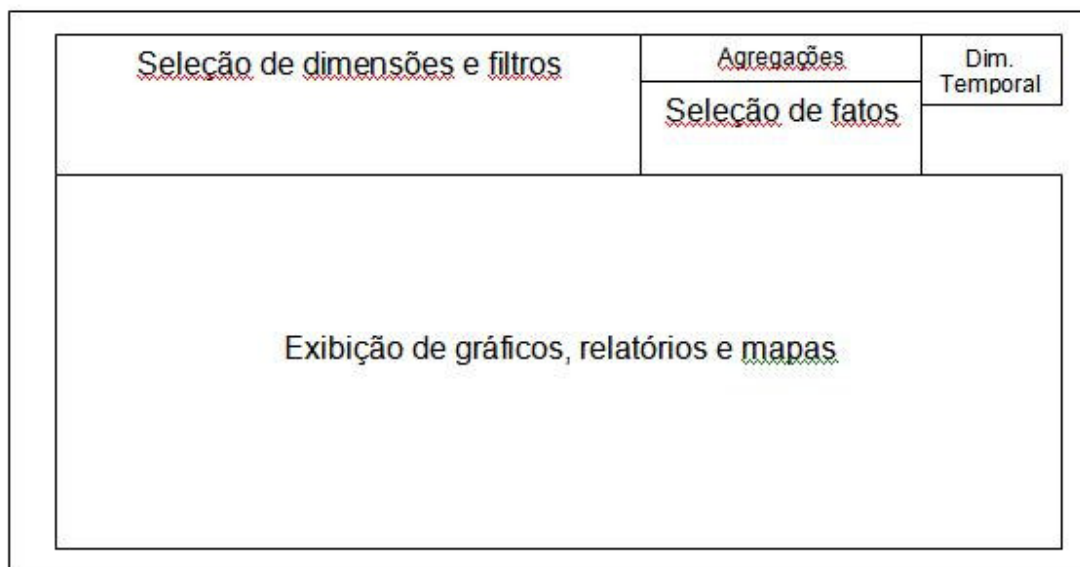 Seleção de dimensões e filtros
Agregações
Seleção de fatos
Dim.
Temporal
Exibição de gráficos, relatórios e mapas